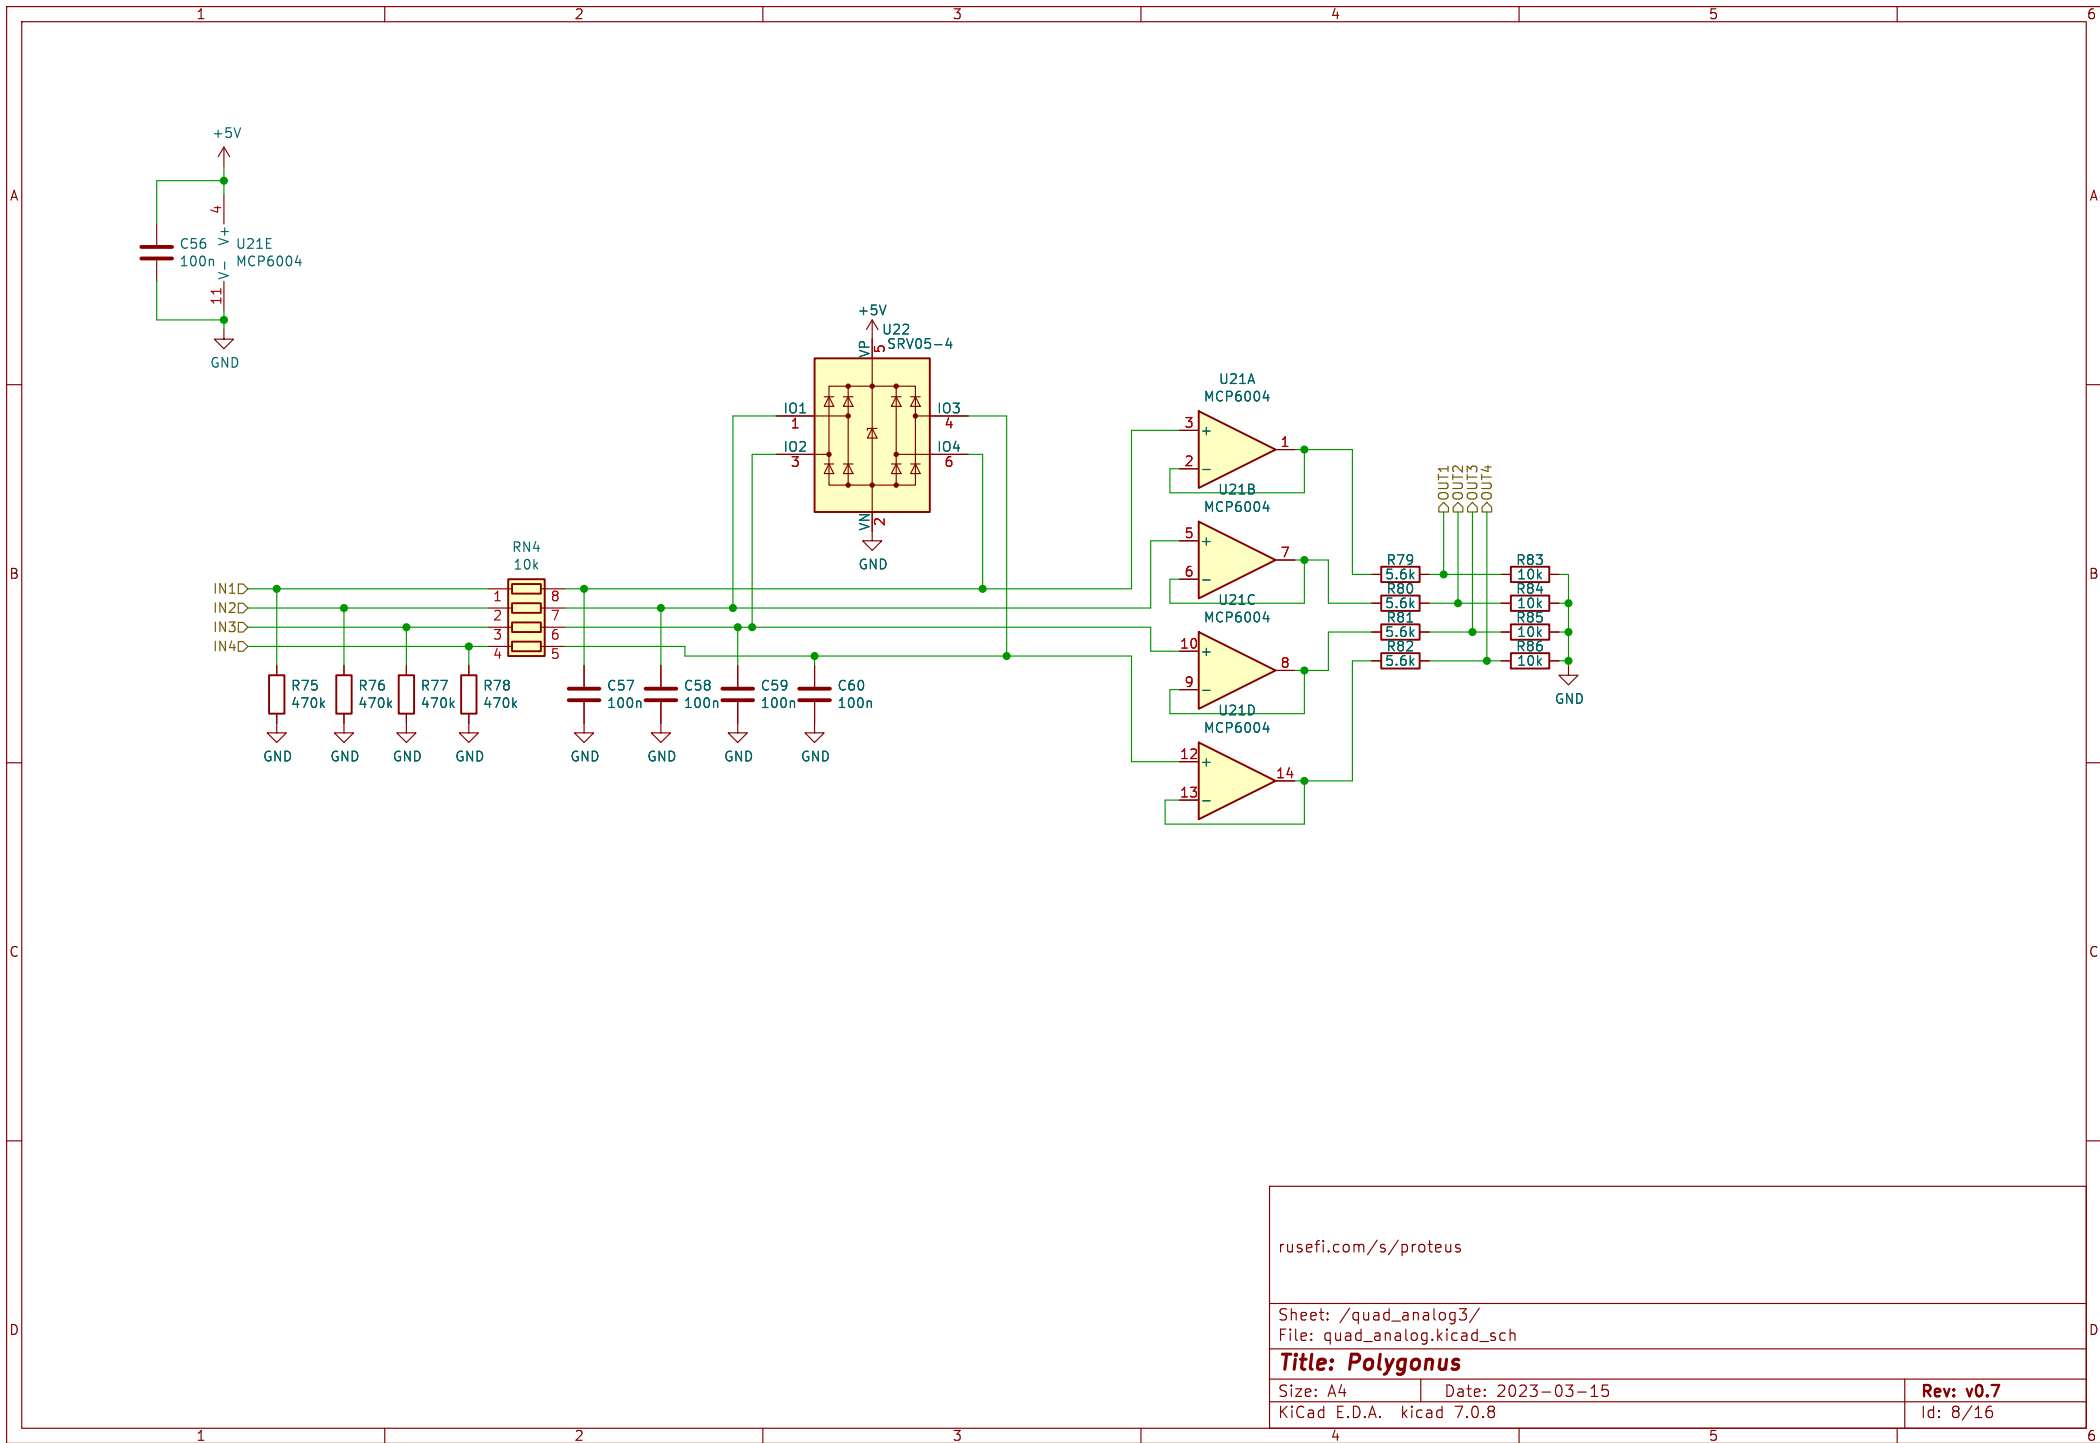 1 2 3 4 5 6
A A
B B
C C
D D
+5V
4
V+
C56
100n
U21E
MCP6004
V-
11
GND
+5V
U22
SRV05-4
VP
5
IO1
1
IO2
3
IO3
4
IO4
6
VN
2
GND
U21A
MCP6004
3
+
2
-
1
U21B
MCP6004
5
+
6
-
7
U21C
MCP6004
10
+
9
-
8
U21D
MCP6004
12
+
13
-
14
OUT1
OUT2
OUT3
OUT4
R79
5.6k
R80
5.6k
R81
5.6k
R82
5.6k
R83
10k
R84
10k
R85
10k
R86
10k
GND
RN4
10k
IN1
IN2
IN3
IN4
1 8
2 7
3 6
4 5
R75
470k
GND
R76
470k
GND
R77
470k
GND
R78
470k
GND
C57
100n
GND
C58
100n
GND
C59
100n
GND
C60
100n
GND
rusefi.com/s/proteus
Sheet: /quad_analog3/
File: quad_analog.kicad_sch
Title: Polygonus
Size: A4 Date: 2023-03-15 Rev: v0.7
KiCad E.D.A. kicad 7.0.8 Id: 8/16
1 2 3 4 5 6